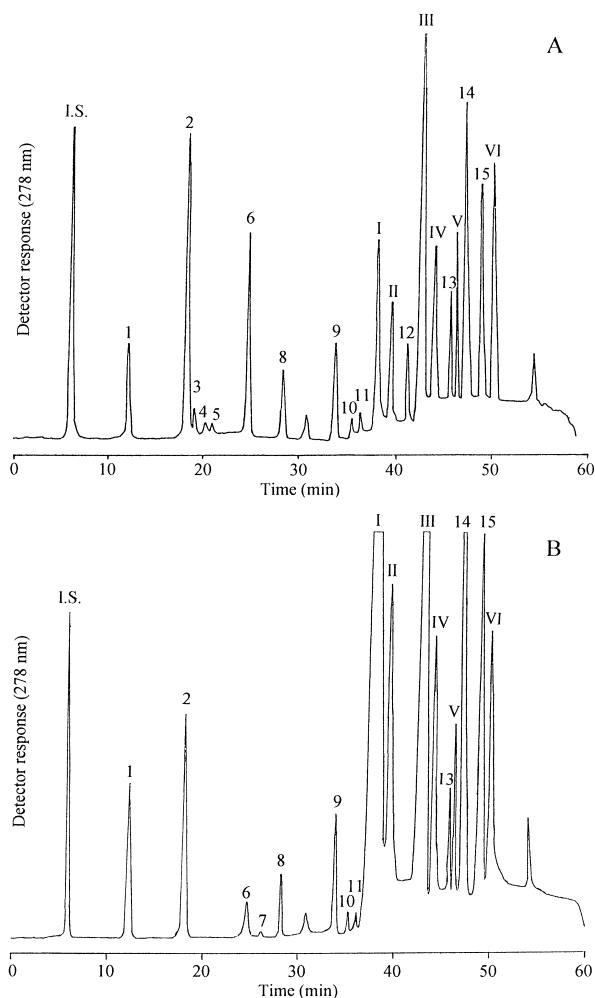 A
III
I.S.
14
2
VI
15
6
I
V
IV
II
13
1
9
12
8
3
11
10
4
5
Detector response (278 nm)
0 10 20 30 40 50 60
Time (min)
B
I III 14 15
II
I.S.
IV
VI
2
V
1
13
9
8
6
11
10
7
Detector response (278 nm)
0 10 20 30 40 50 60
Time (min)